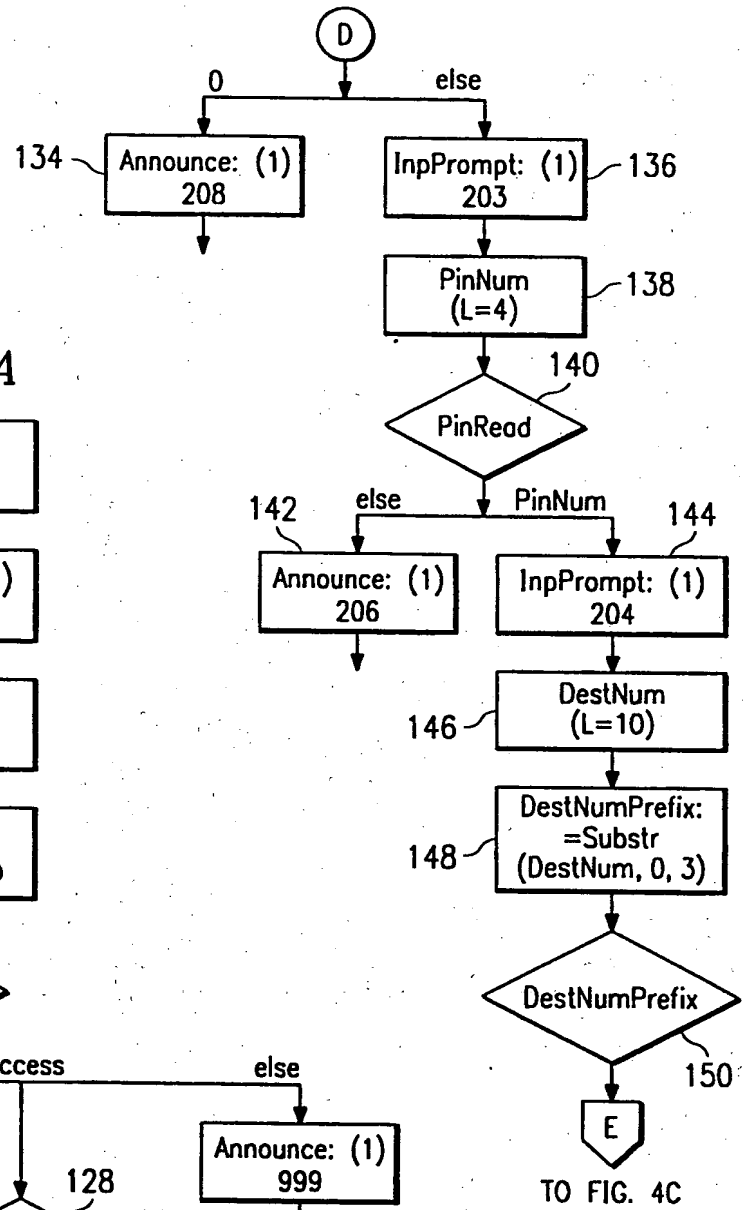 D
0
else
134
Announce: (1)
208
InpPrompt: (1)
203
136
PinNum
(L=4)
138
140
PinRead
else
PinNum
142
144
Announce: (1)
206
InpPrompt: (1)
204
146
DestNum
(L=10)
148
DestNumPrefix:
=Substr
(DestNum, 0, 3)
DestNumPrefix
150
E
TO FIG. 4C
A
)
ccess
else
Announce: (1)
999
128